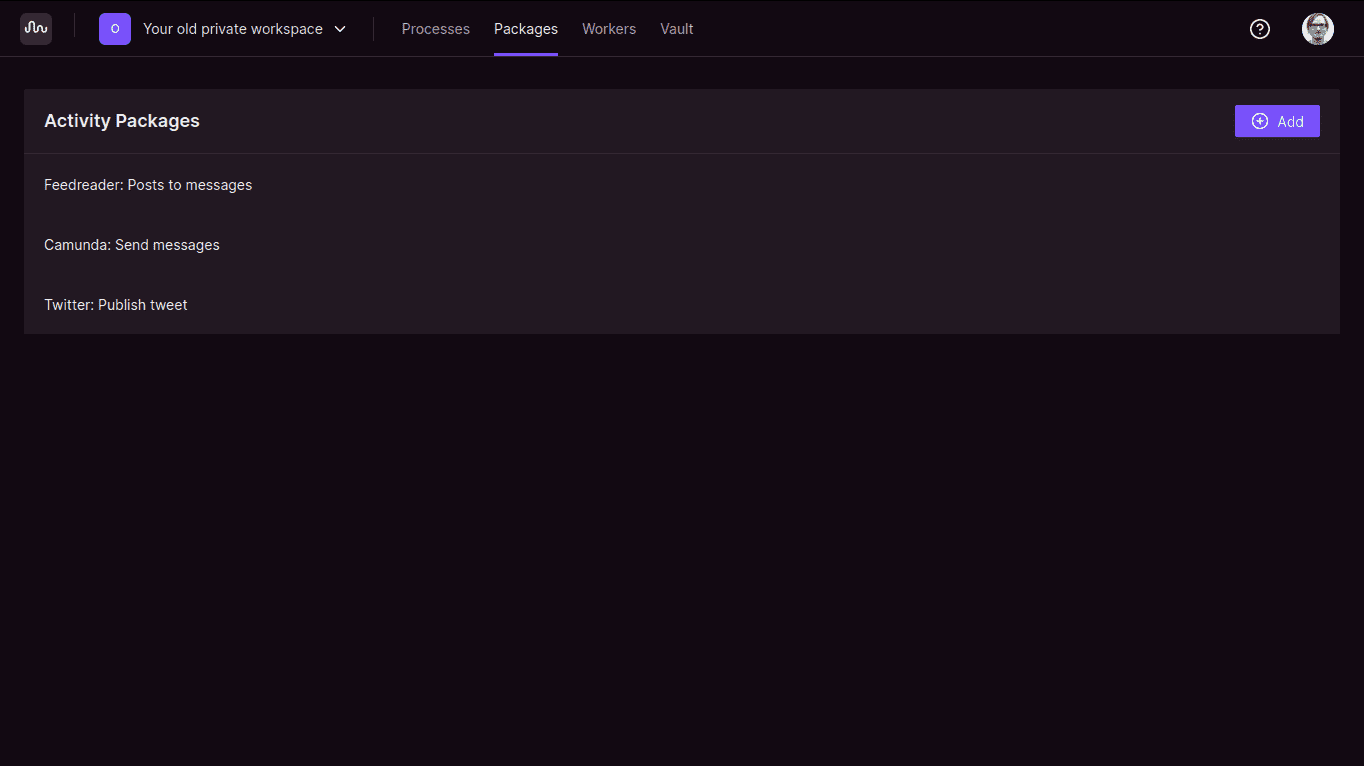 O Your old private workspace Processes Packages Workers Vault
Activity Packages Add
Feedreader: Posts to messages
Camunda: Send messages
Twitter: Publish tweet